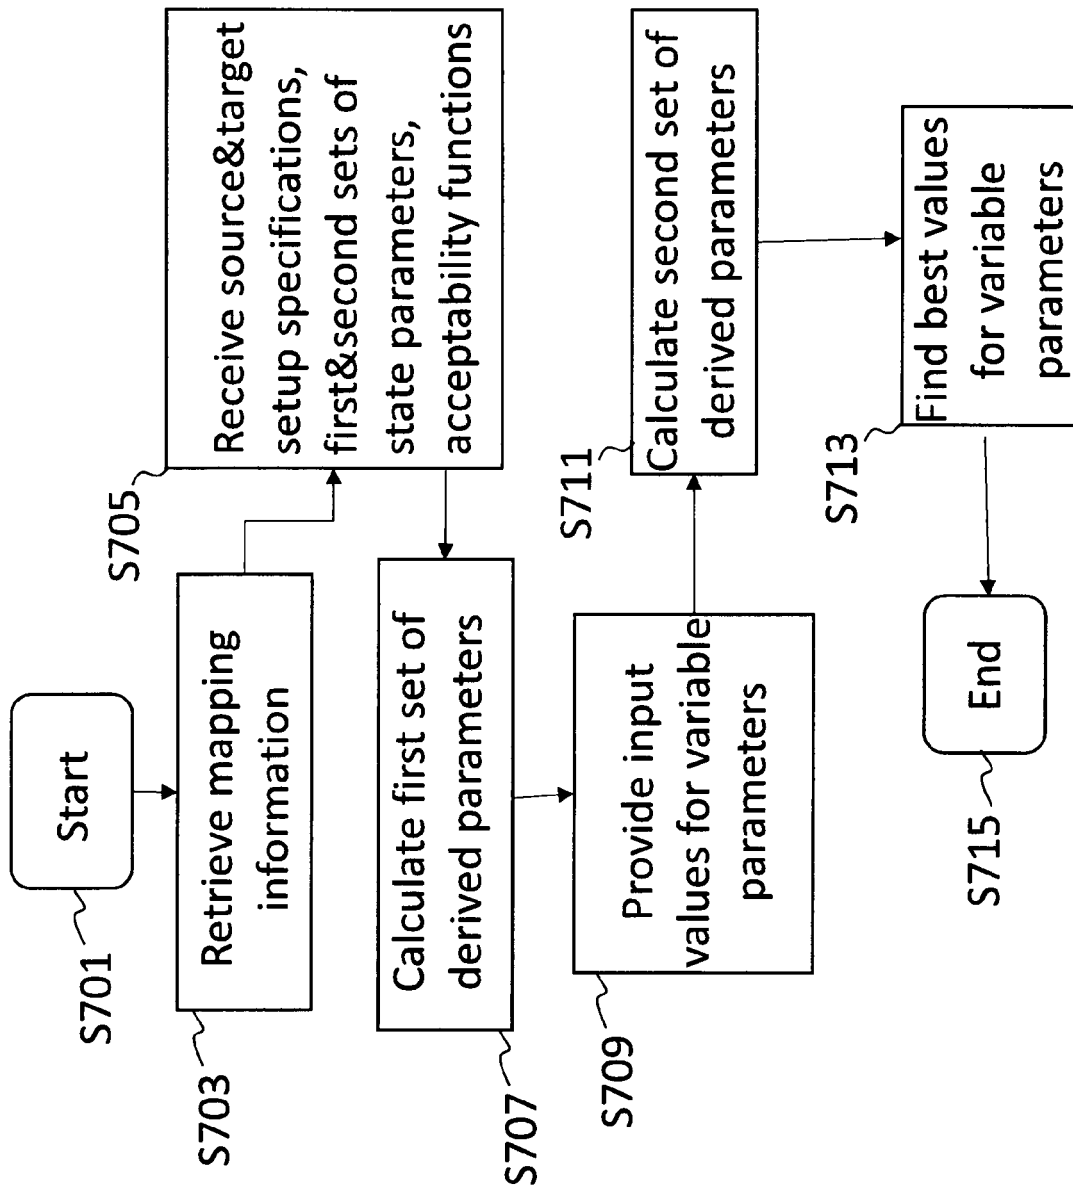 S701
Start
S703
Retrieve mapping
information
S705
Receive source&target
setup specifications,
first&second sets of
state parameters,
acceptability functions
S707
Calculate first set of
derived parameters
S709
Provide input
values for variable
parameters
S711
Calculate second set of
derived parameters
S713
Find best values
for variable
parameters
S715
End